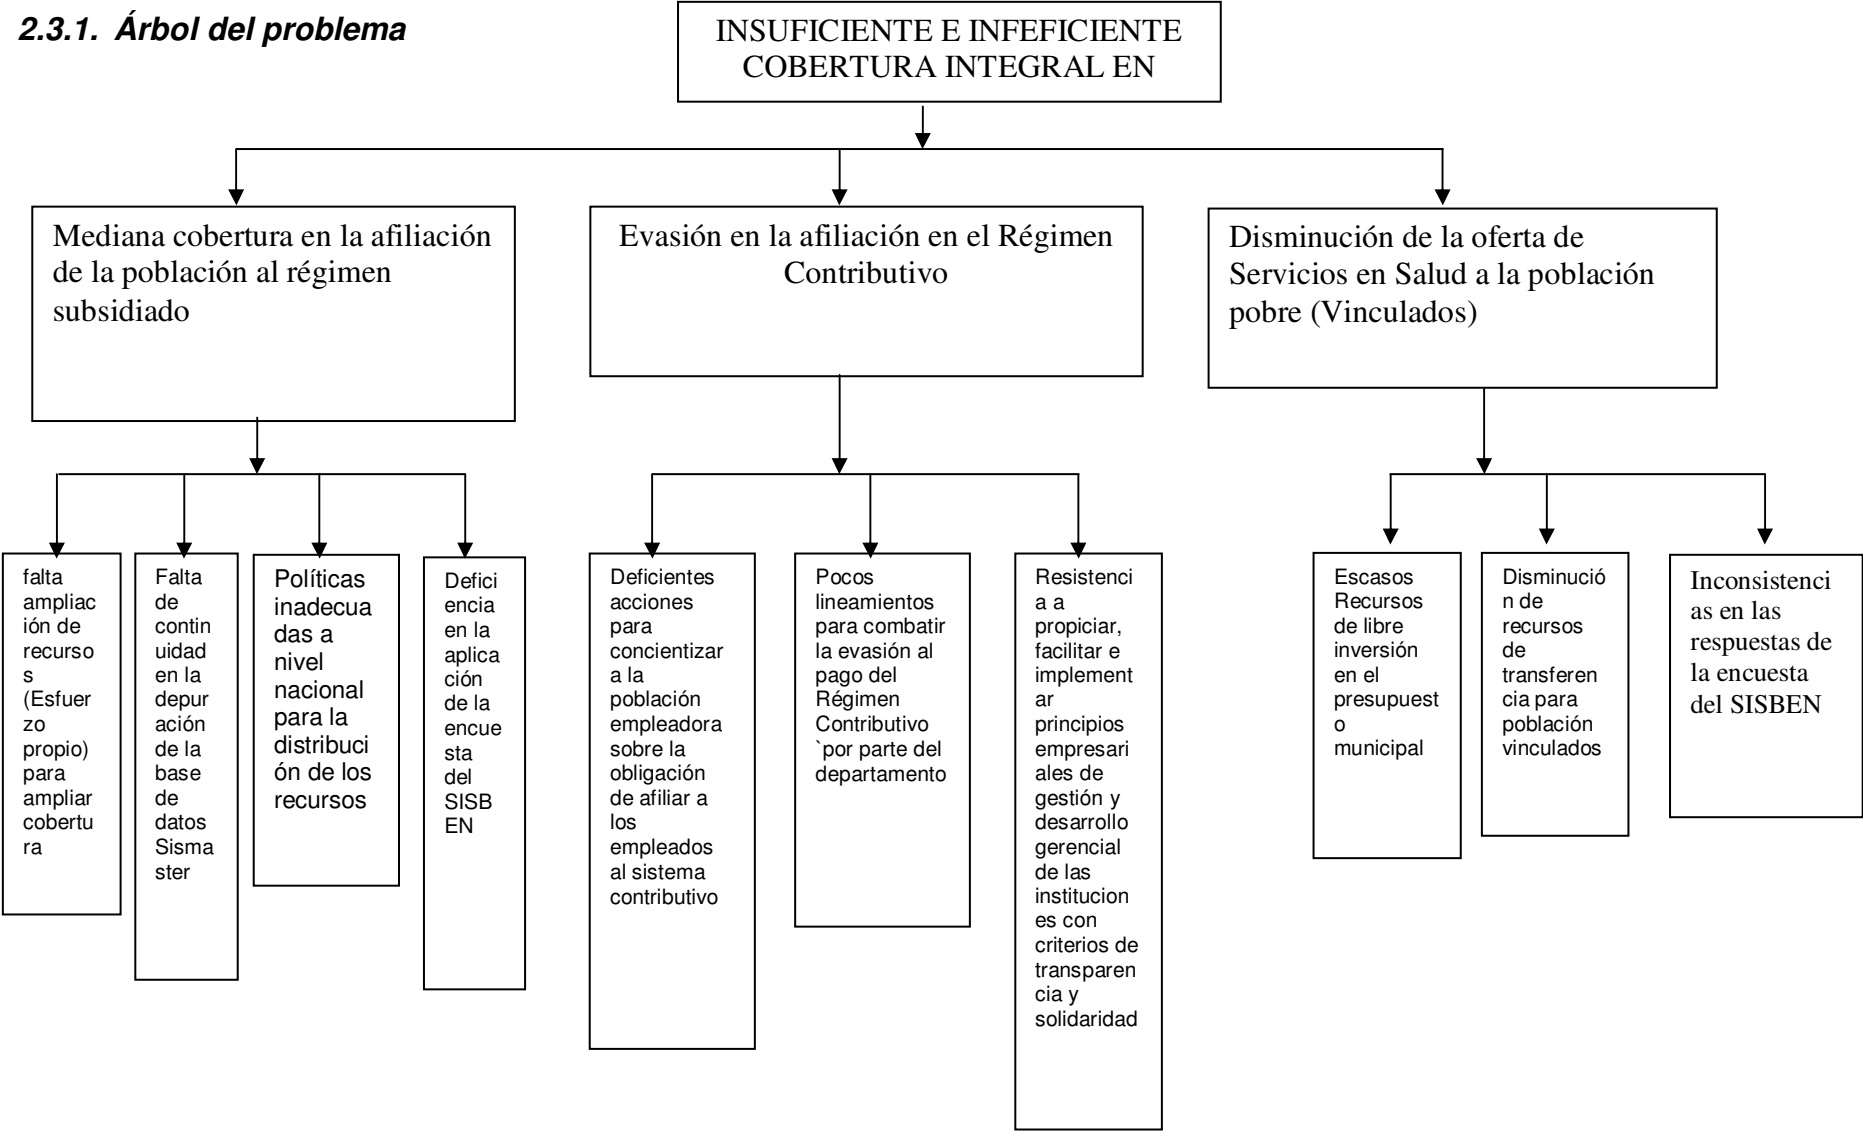 2.3.1. Árbol del problema
INSUFICIENTE E INFEFICIENTE
COBERTURA INTEGRAL EN
Mediana cobertura en la afiliación
de la población al régimen
subsidiado
Evasión en la afiliación en el Régimen
Contributivo
Disminución de la oferta de
Servicios en Salud a la población
pobre (Vinculados)
falta
ampliac
ión de
recurso
s
(Esfuer
zo
propio)
para
ampliar
cobertu
ra
Falta
de
contin
uidad
en la
depur
ación
de la
base
de
datos
Sisma
ster
Políticas
inadecua
das a
nivel
nacional
para la
distribuci
ón de los
recursos
Defici
encia
en la
aplica
ción
de la
encue
sta
del
SISB
EN
Deficientes
acciones
para
concientizar
a la
población
empleadora
sobre la
obligación
de afiliar a
los
empleados
al sistema
contributivo
Pocos
lineamientos
para combatir
la evasión al
pago del
Régimen
Contributivo
`por parte del
departamento
Resistenci
a a
propiciar,
facilitar e
implement
ar
principios
empresari
ales de
gestión y
desarrollo
gerencial
de las
institucion
es con
criterios de
transparen
cia y
solidaridad
Escasos
Recursos
de libre
inversión
en el
presupuest
o
municipal
Disminució
n de
recursos
de
transferen
cia para
población
vinculados
Inconsistenci
as en las
respuestas de
la encuesta
del SISBEN